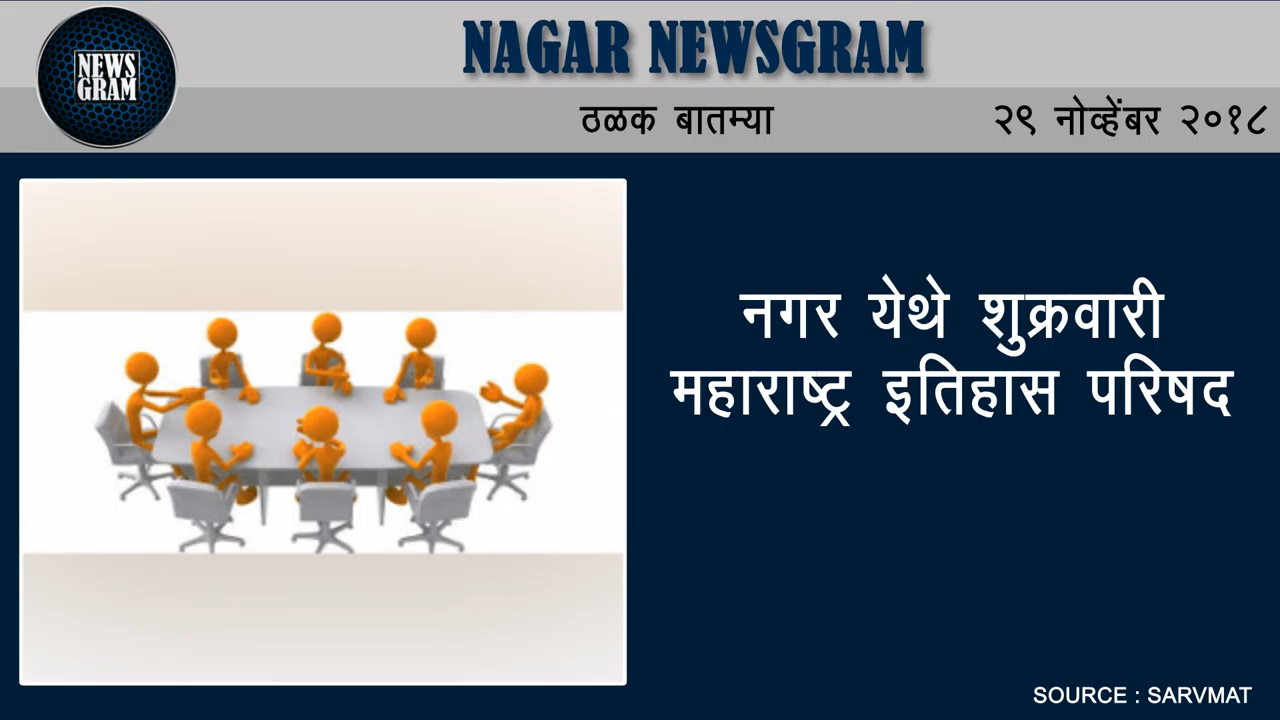 NEWS
GRAM
NAGAR NEWSGRAM
ठळक बातम्या
२९ नोव्हेंबर २०१८
नगर येथे शुक्रवारी
महाराष्ट्र इतिहास परिषद
SOURCE : SARVMAT